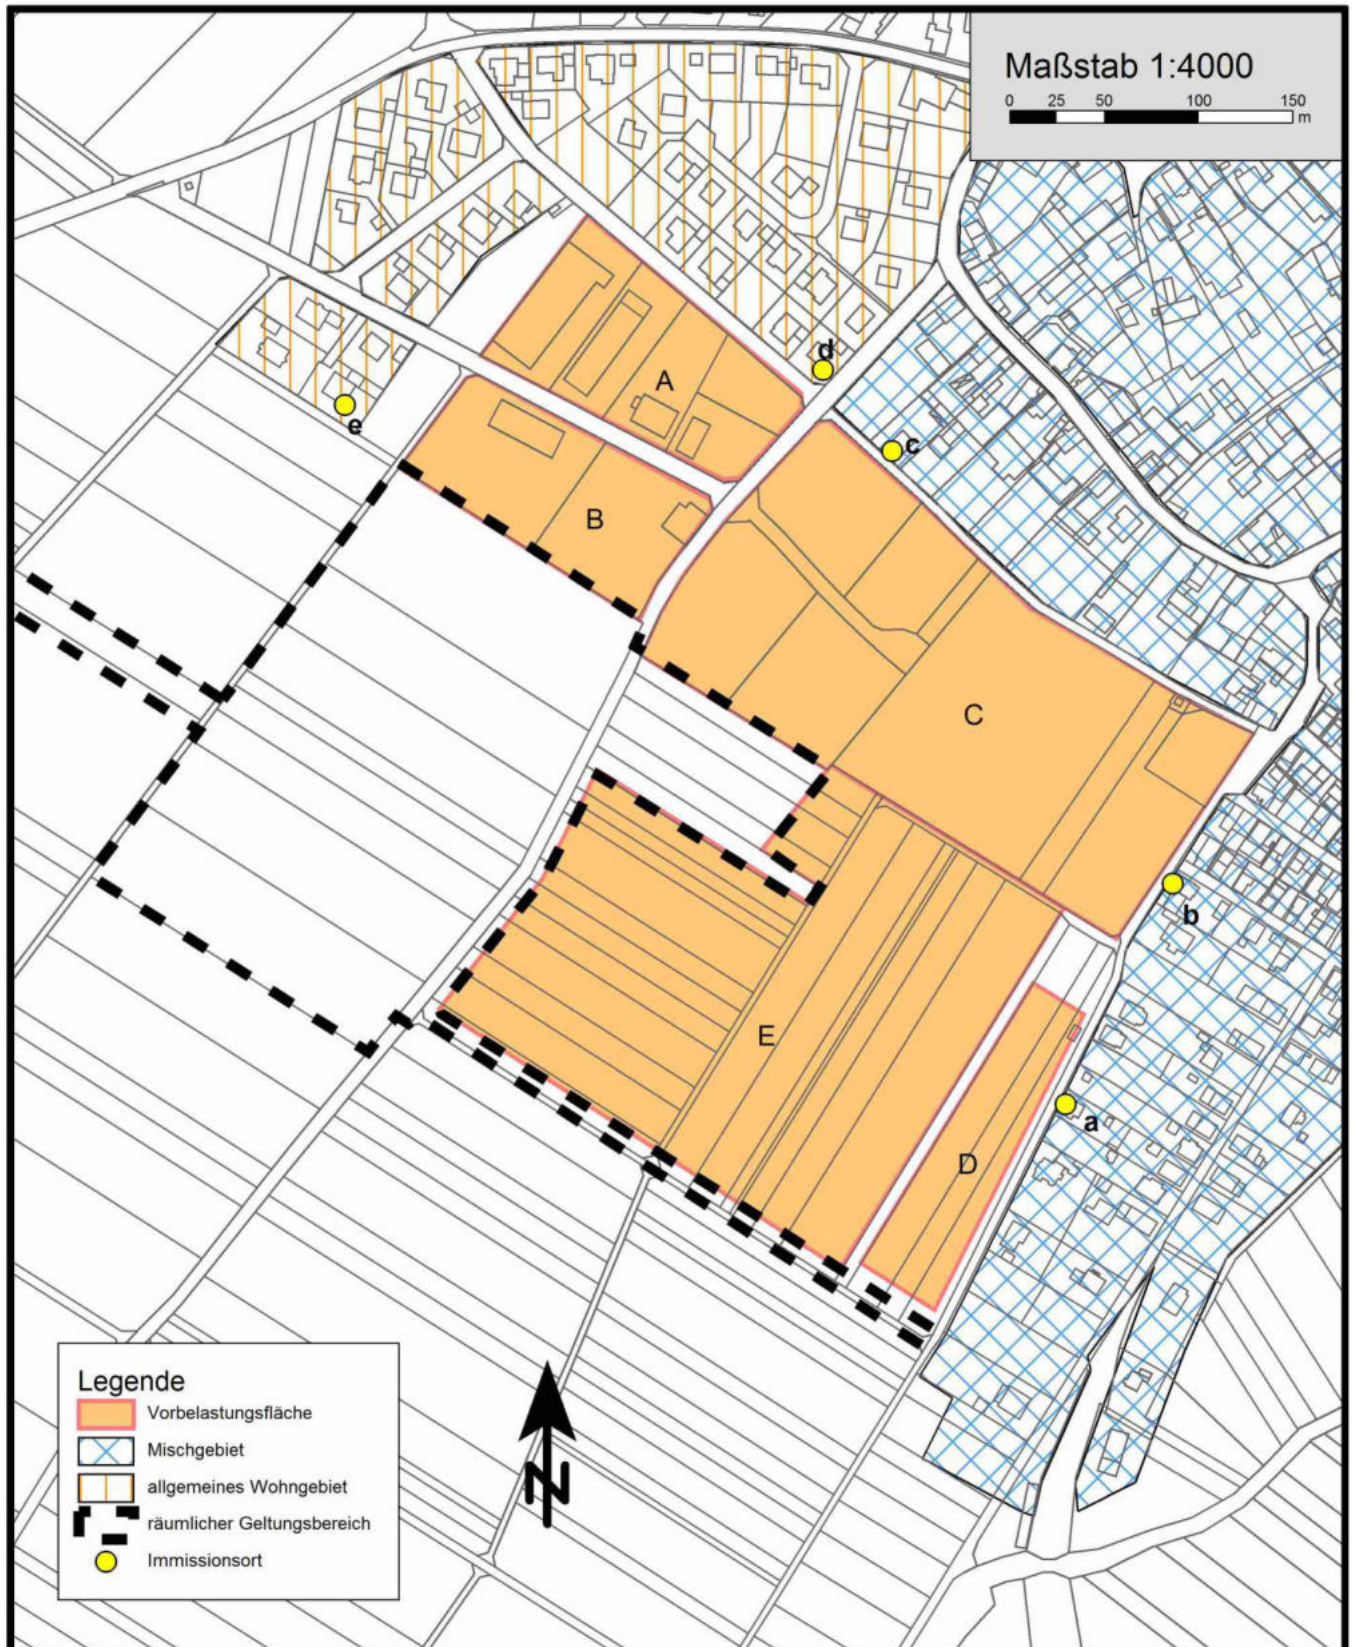 Maßstab 1:4000
0 25 50 100 150
m
d
A
e
c
B
C
b
E
a
D
Legende
Vorbelastungsfläche
Mischgebiet
allgemeines Wohngebiet
räumlicher Geltungsbereich
Immissionsort
N